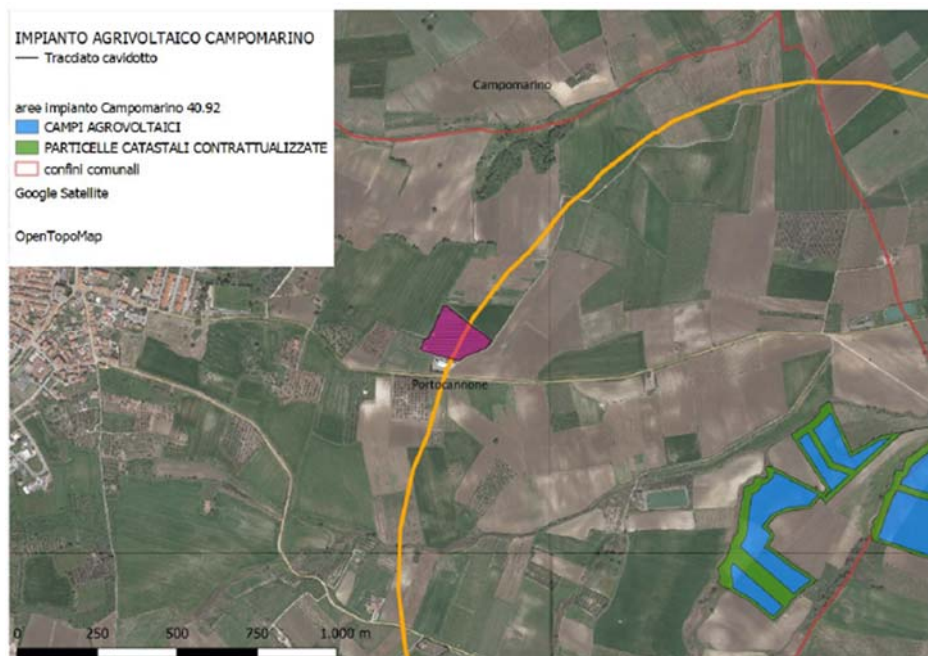 IMPIANTO AGRIVOLTAICO CAMPOMARINO
Tracciato cavidotto
aree impianto Campomarino 40.92
CAMPI AGROVOLTAICI
PARTICELLE CATASTALI CONTRATTUALIZZATE
confini comunali
Google Satellite
OpenTopoMap
Campomarino
Portocannone
0 250 500 750 1.000 m